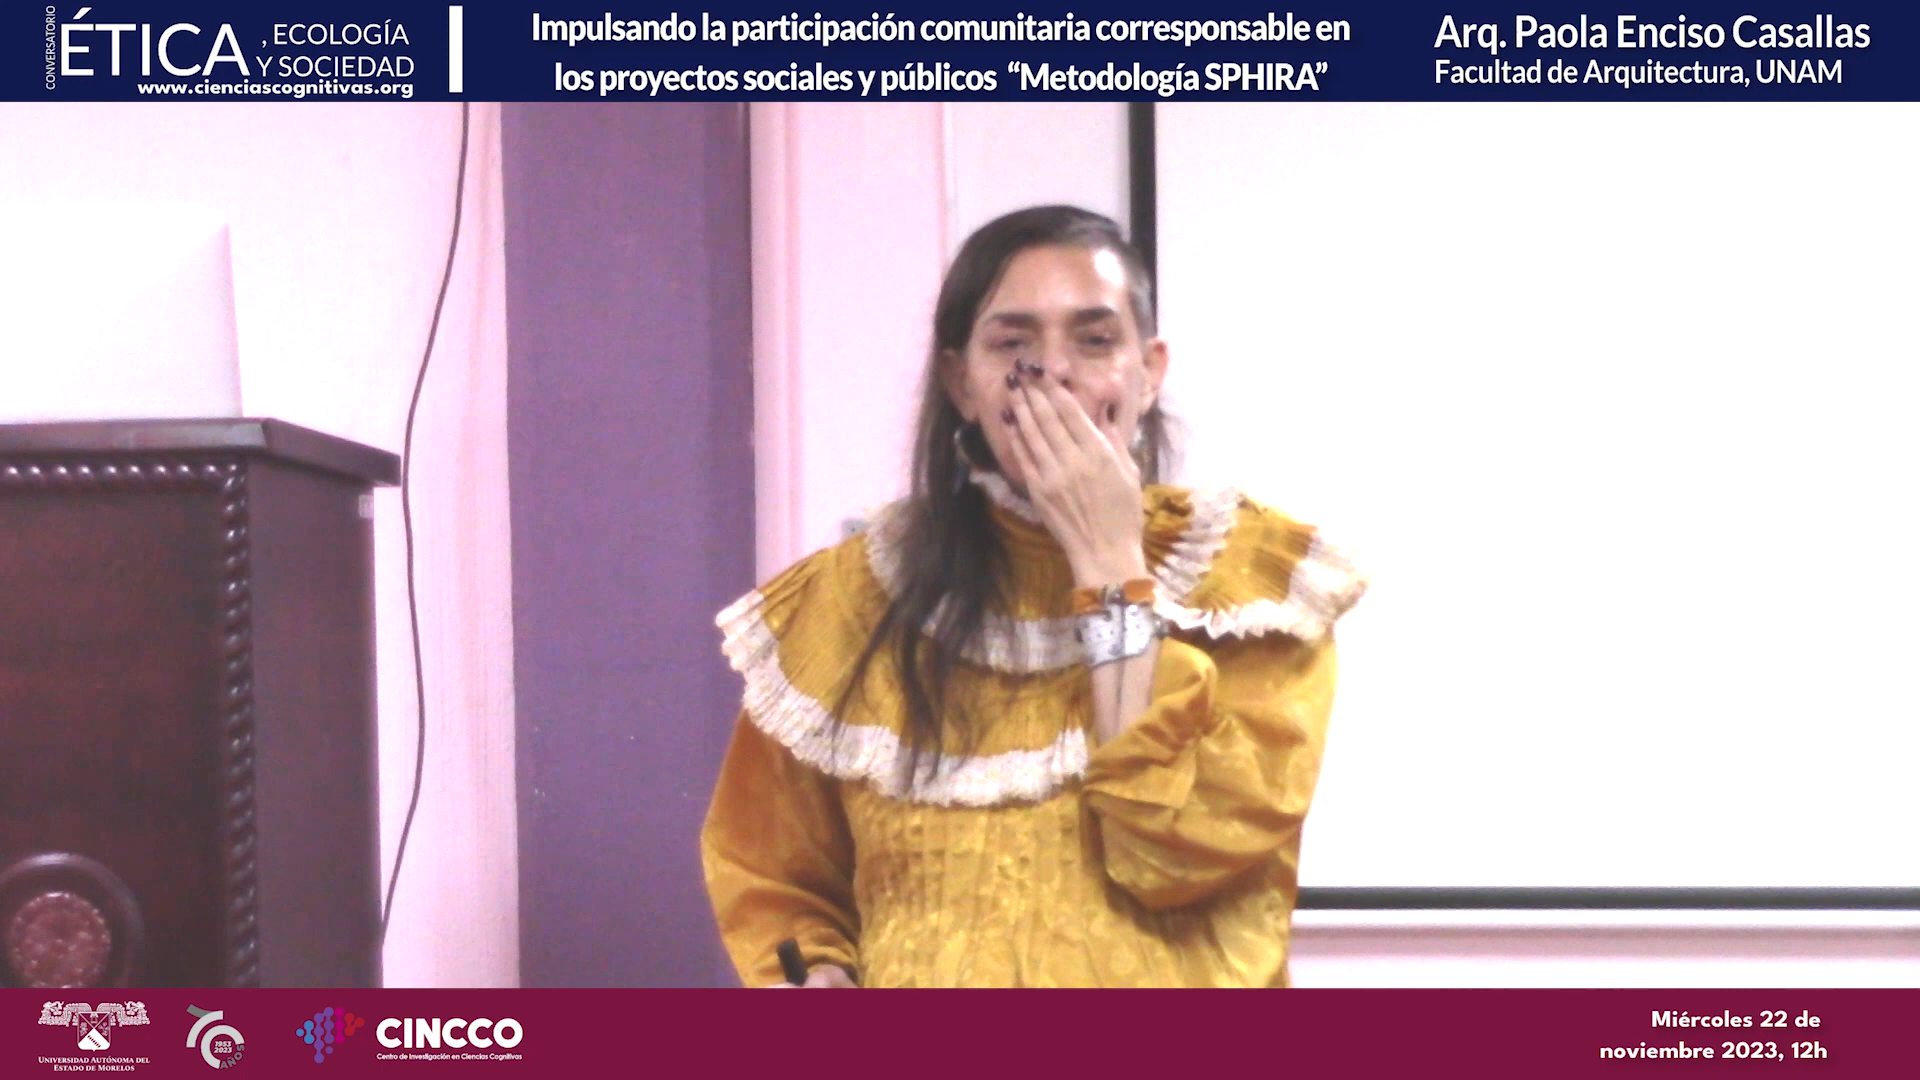 CONVERSATORIO
ÉTICA, ECOLOGÍA
Y SOCIEDAD
www.cienciascognitivas.org
Impulsando la participación comunitaria corresponsable en
los proyectos sociales y públicos “Metodología SPHIRA”
Arq. Paola Enciso Casallas
Facultad de Arquitectura, UNAM
UNIVERSIDAD AUTÓNOMA DEL
ESTADO DE MORELOS
70
1953
2023
AÑOS
CINCCO
Centro de Investigación en Ciencias Cognitivas
Miércoles 22 de
noviembre 2023, 12h